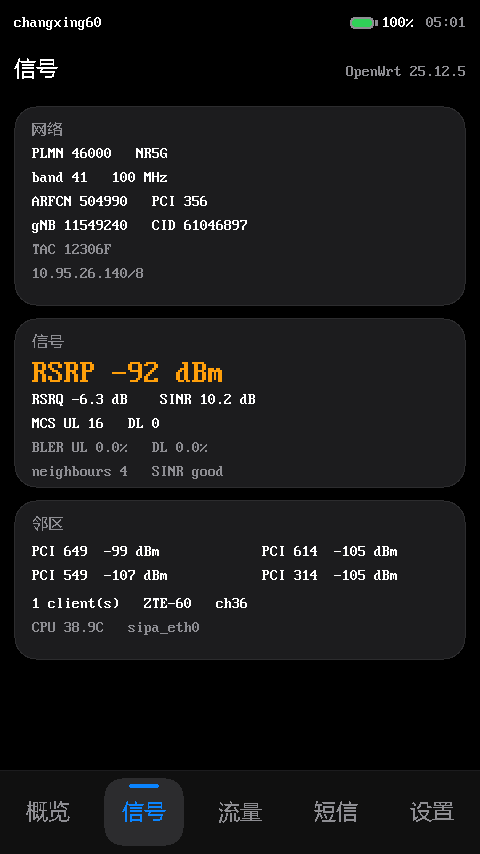 changxing60 100% 05:01
信号 OpenWrt 25.12.5
网络
PLMN 46000 NR5G
band 41 100 MHz
ARFCN 504990 PCI 356
gNB 11549240 CID 61046897
TAC 12306F
10.95.26.140/8
信号
RSRP -92 dBm
RSRQ -6.3 dB SINR 10.2 dB
MCS UL 16 DL 0
BLER UL 0.0% DL 0.0%
neighbours 4 SINR good
邻区
PCI 649 -99 dBm PCI 614 -105 dBm
PCI 549 -107 dBm PCI 314 -105 dBm
1 client(s) ZTE-60 ch36
CPU 38.9C sipa_eth0
概览 信号 流量 短信 设置